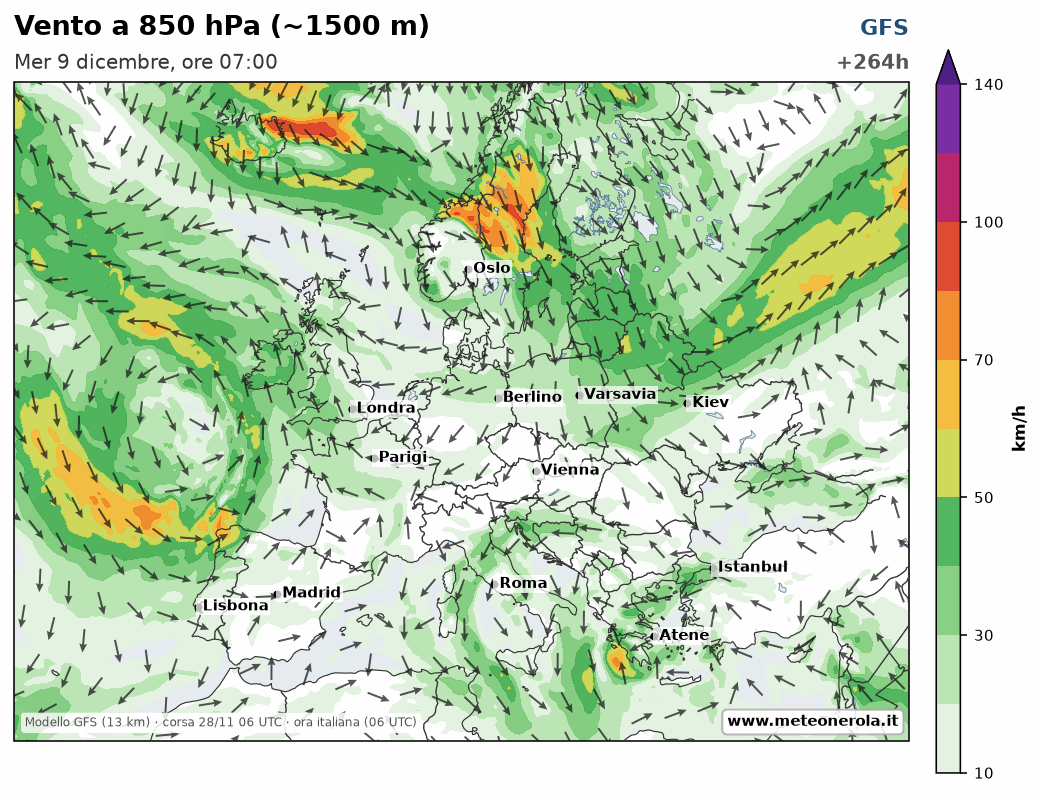 Vento a 850 hPa (~1500 m)
GFS
Mer 9 dicembre, ore 07:00
+264h
140
100
70
50
30
10
km/h
Oslo
Berlino
Varsavia
Kiev
Londra
Parigi
Vienna
Istanbul
Roma
Madrid
Lisbona
Atene
Modello GFS (13 km) · corsa 28/11 06 UTC · ora italiana (06 UTC)
www.meteonerola.it